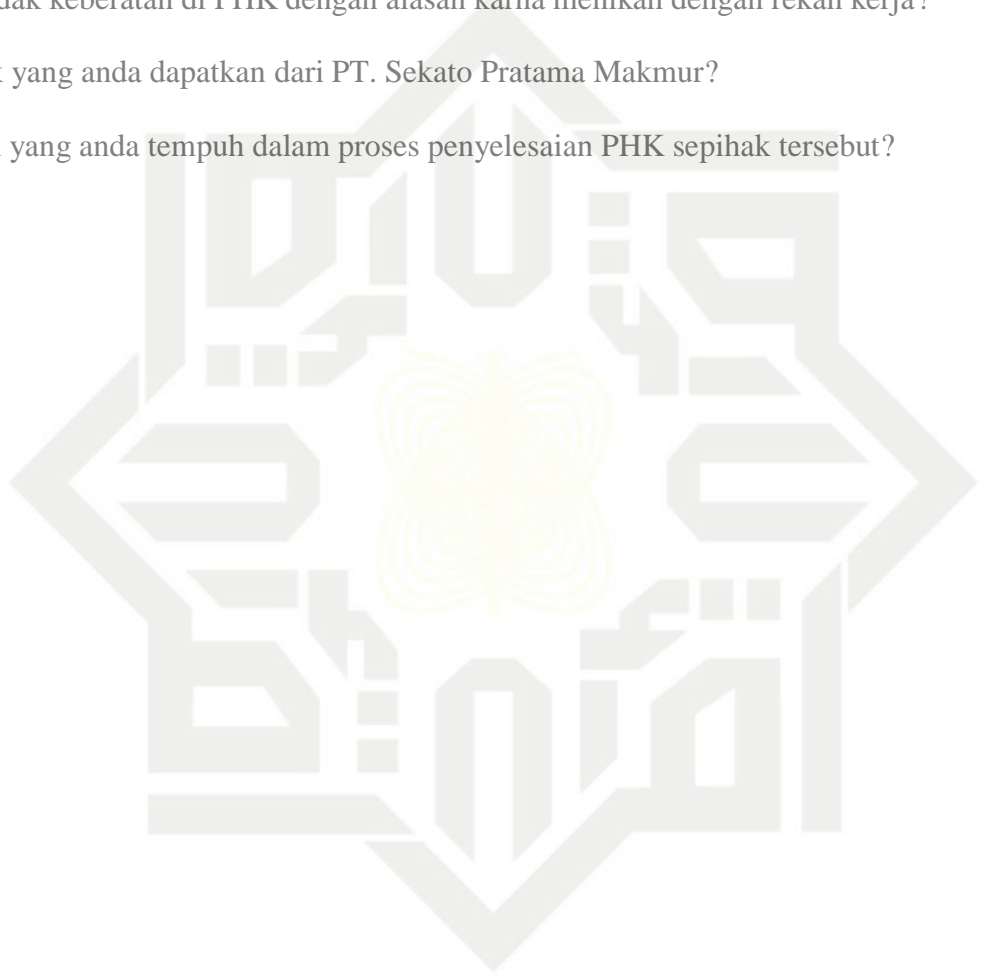 keberatan di PHK dengan alasan karna menikah dengan rekan kerja?
yang anda dapatkan dari PT. Sekato Pratama Makmur?
yang anda tempuh dalam proses penyelesaian PHK sepihak tersebut?